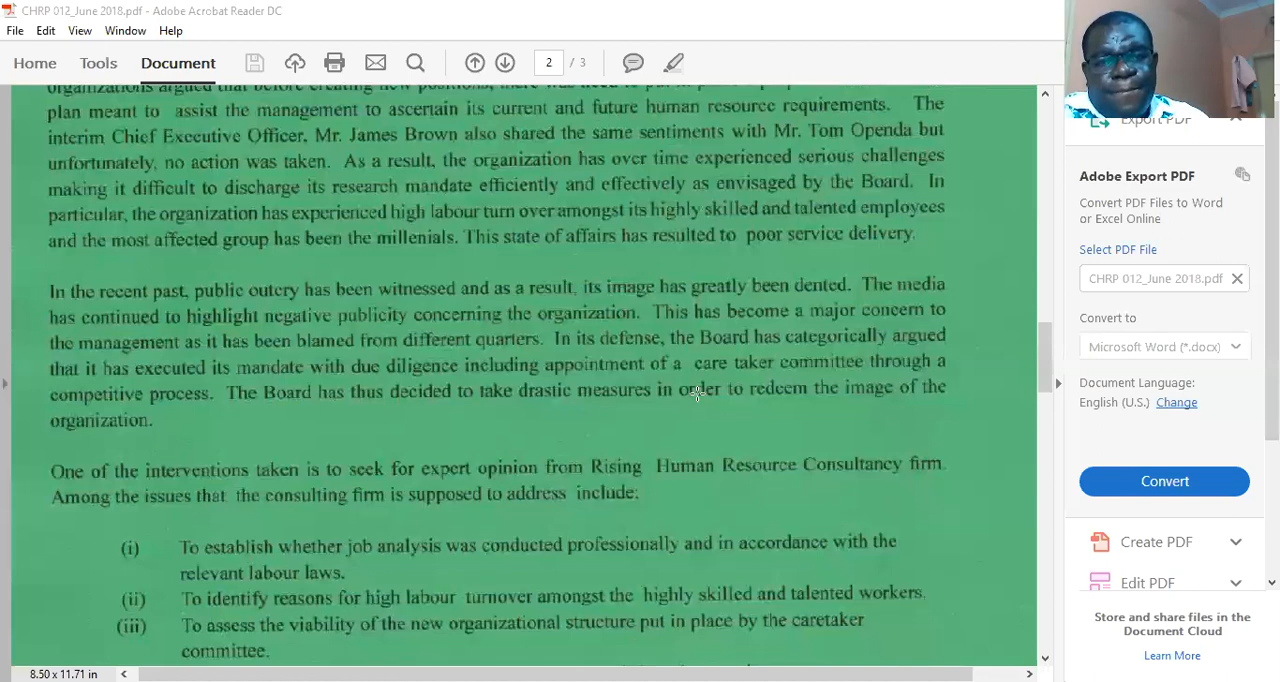 CHRP 012_June 2018.pdf - Adobe Acrobat Reader DC
File Edit View Window Help
Home Tools Document 2 / 3
plan meant to assist the management to ascertain its current and future human resource requirements. The
interim Chief Executive Officer, Mr. James Brown also shared the same sentiments with Mr. Tom Openda but
unfortunately, no action was taken. As a result, the organization has over time experienced serious challenges
making it difficult to discharge its research mandate efficiently and effectively as envisaged by the Board. In
particular, the organization has experienced high labour turn over amongst its highly skilled and talented employees
and the most affected group has been the millenials. This state of affairs has resulted to poor service delivery.
In the recent past, public outcry has been witnessed and as a result, its image has greatly been dented. The media
has continued to highlight negative publicity concerning the organization. This has become a major concern to
the management as it has been blamed from different quarters. In its defense, the Board has categorically argued
that it has executed its mandate with due diligence including appointment of a care taker committee through a
competitive process. The Board has thus decided to take drastic measures in order to redeem the image of the
organization.
One of the interventions taken is to seek for expert opinion from Rising Human Resource Consultancy firm.
Among the issues that the consulting firm is supposed to address include:
(i) To establish whether job analysis was conducted professionally and in accordance with the
relevant labour laws.
(ii) To identify reasons for high labour turnover amongst the highly skilled and talented workers.
(iii) To assess the viability of the new organizational structure put in place by the caretaker
committee.
8.50 x 11.71 in
Export PDF
Adobe Export PDF
Convert PDF Files to Word
or Excel Online
Select PDF File
CHRP 012_June 2018.pdf
Convert to
Microsoft Word (*.docx)
Document Language:
English (U.S.) Change
Convert
Create PDF
Edit PDF
Store and share files in the
Document Cloud
Learn More